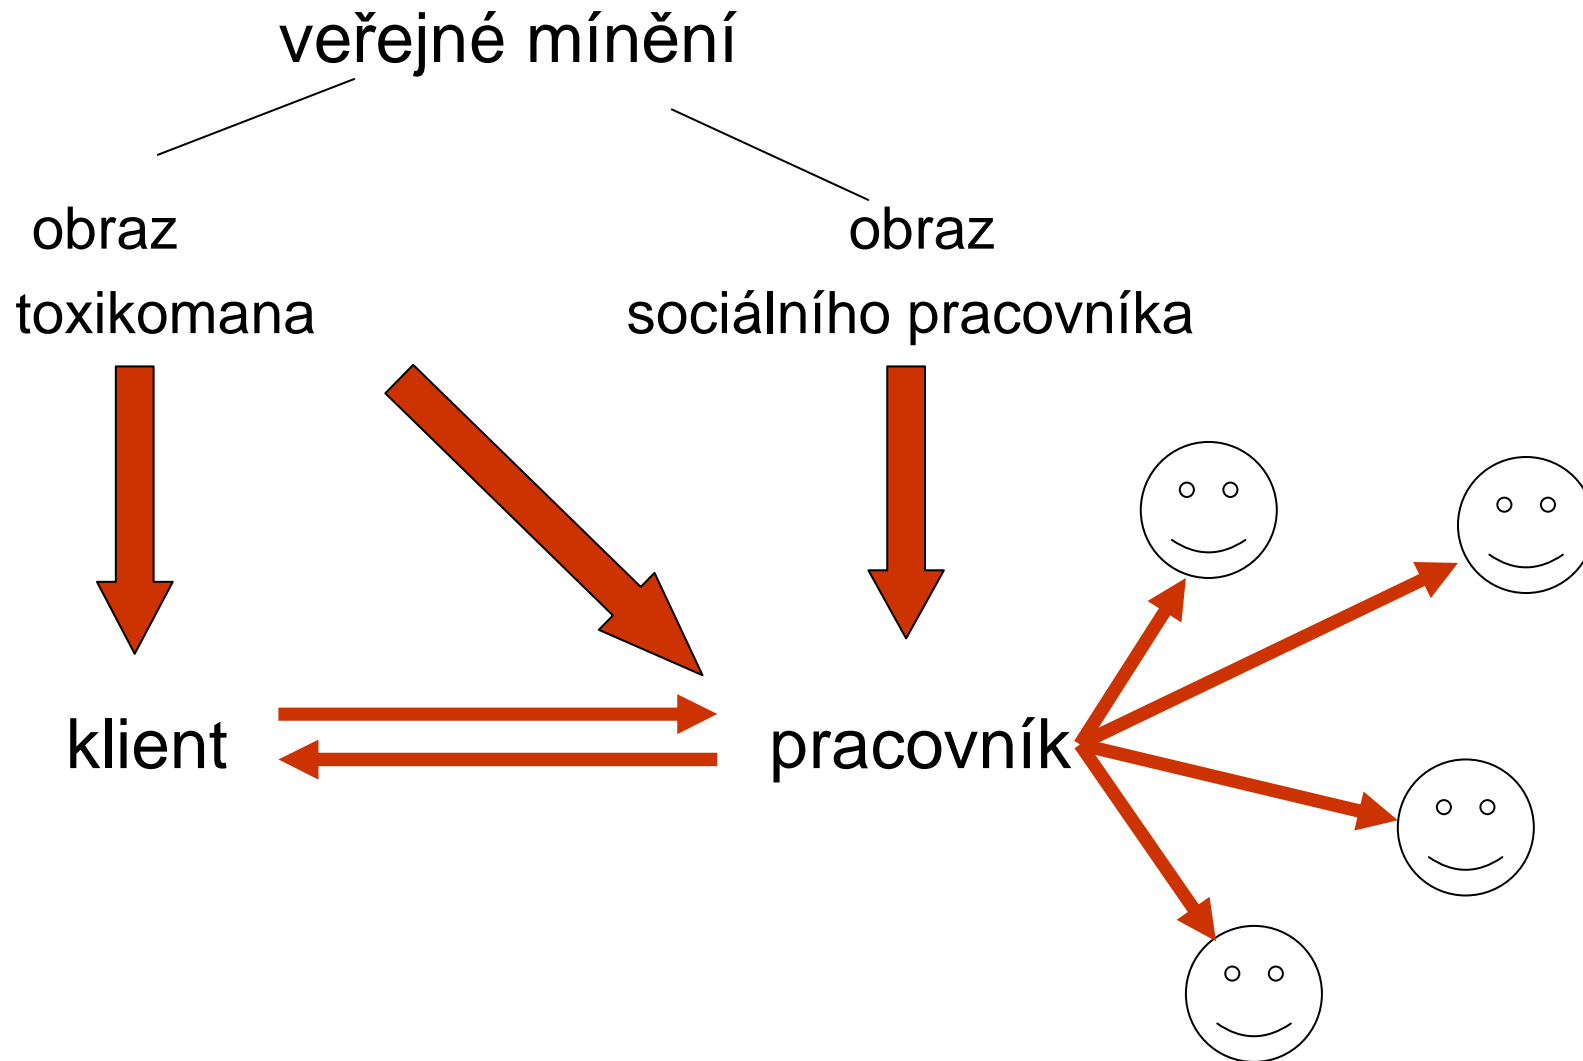 veřejné mínění
obraz
toxikomana
obraz
sociálního pracovníka
klient
pracovník